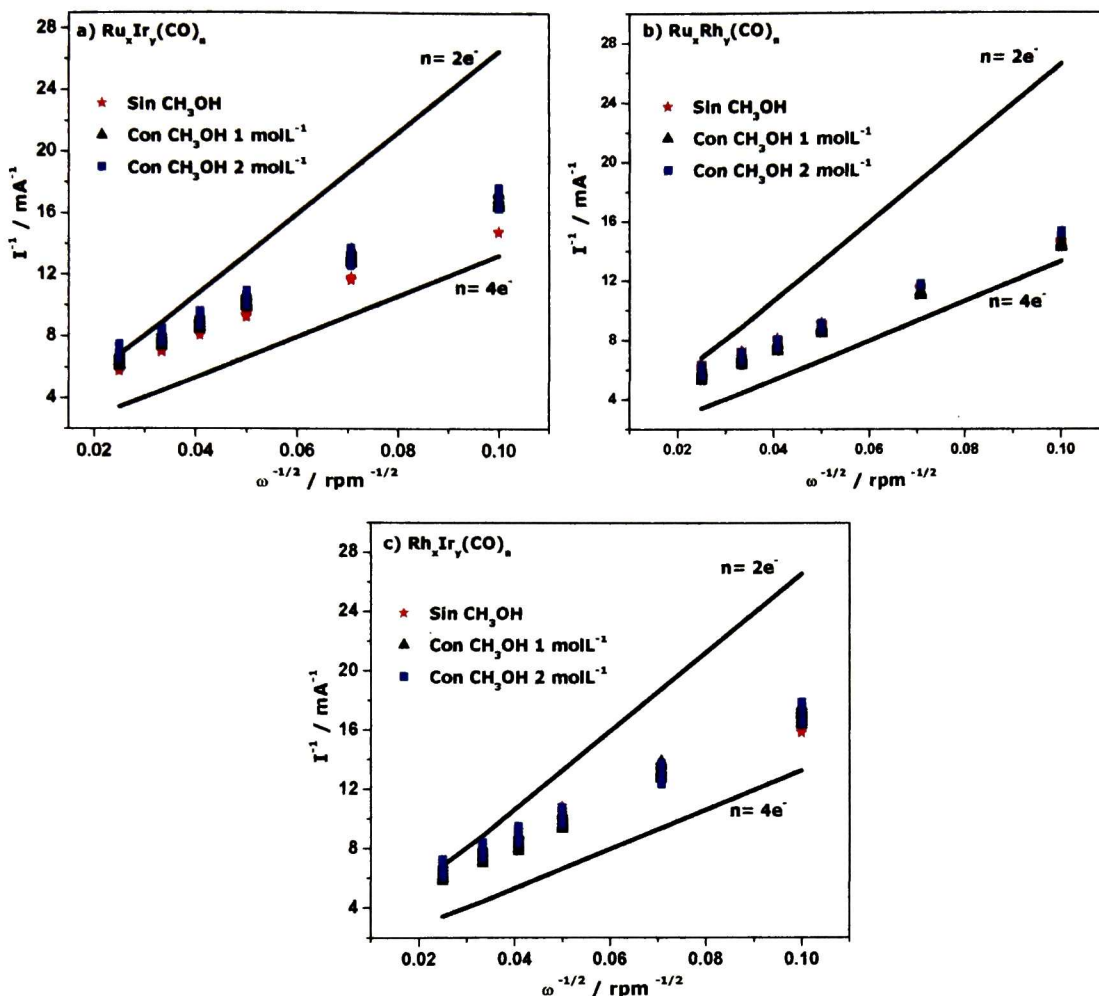 a) RuₓIrᵧ(CO)ₙ
n= 2e⁻
Sin CH₃OH
Con CH₃OH 1 molL⁻¹
Con CH₃OH 2 molL⁻¹
n= 4e⁻
I⁻¹ / mA⁻¹
28
24
20
16
12
8
4
0.02
0.04
0.06
0.08
0.10
ω⁻¹/² / rpm⁻¹/²
b) RuₓRhᵧ(CO)ₙ
n= 2e⁻
Sin CH₃OH
Con CH₃OH 1 molL⁻¹
Con CH₃OH 2 molL⁻¹
n= 4e⁻
I⁻¹ / mA⁻¹
28
24
20
16
12
8
4
0.02
0.04
0.06
0.08
0.10
ω⁻¹/² / rpm⁻¹/²
c) RhₓIrᵧ(CO)ₙ
n= 2e⁻
Sin CH₃OH
Con CH₃OH 1 molL⁻¹
Con CH₃OH 2 molL⁻¹
n= 4e⁻
I⁻¹ / mA⁻¹
28
24
20
16
12
8
4
0.02
0.04
0.06
0.08
0.10
ω⁻¹/² / rpm⁻¹/²